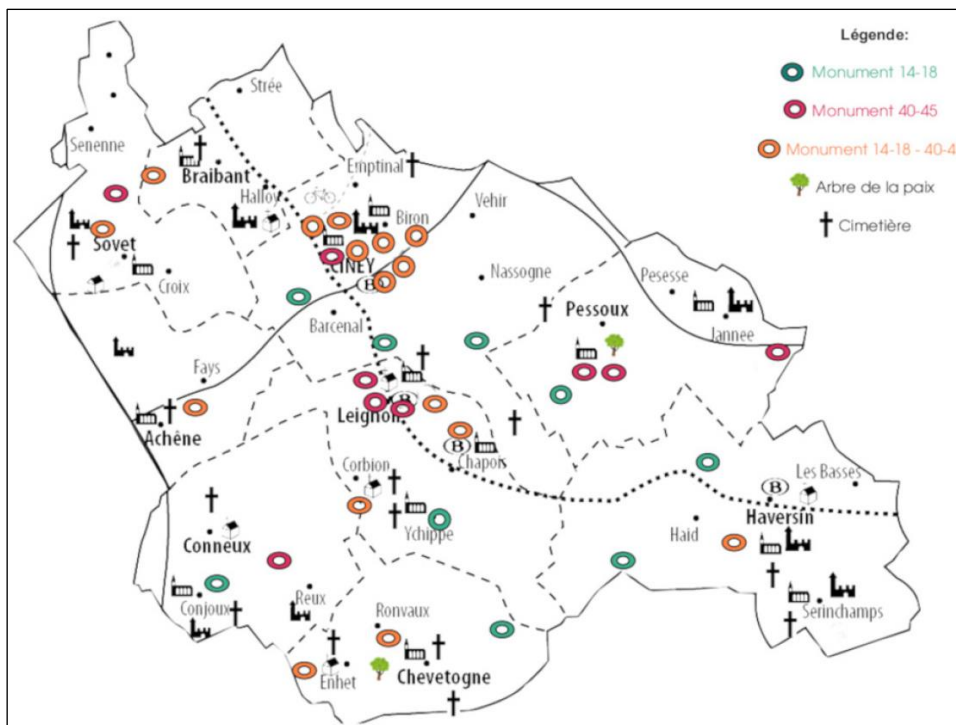 Légende:
Monument 14-18
Monument 40-45
Monument 14-18 - 40-4
Arbre de la paix
Cimetière
Strée
Senenne
Braibant
Emptinal
Halloy
Biron
Vehir
Sovet
CINEY
Croix
Nassogne
Pesesse
B
Barcenal
Pessoux
Jannee
Fays
Leignon
B
Achêne
B
Chapois
Corbion
Les Basses
B
Ychippe
Haversin
Haid
Conneux
Conjoux
Reux
Ronvaux
Serinchamps
Enhet
Chevetogne